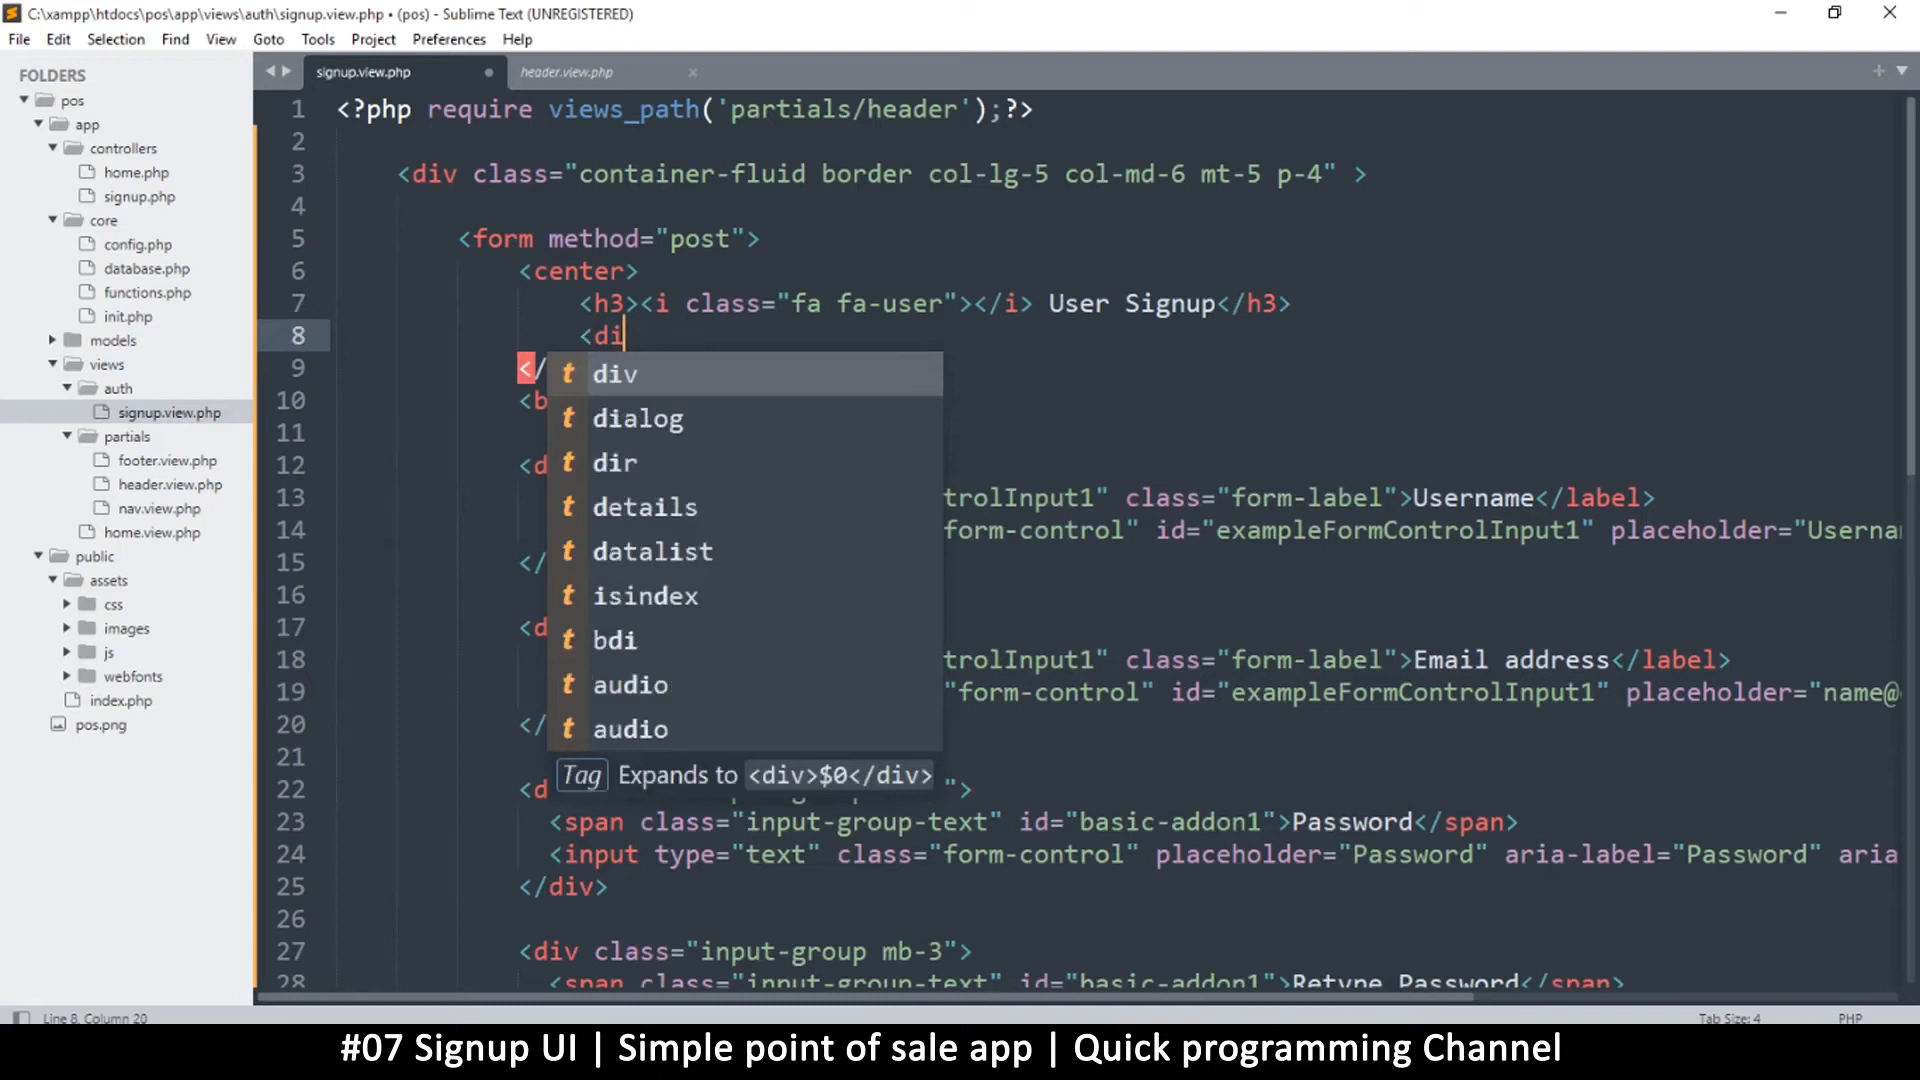 C:\xampp\htdocs\pos\app\views\auth\signup.view.php • (pos) - Sublime Text (UNREGISTERED)
File Edit Selection Find View Goto Tools Project Preferences Help
FOLDERS
pos
app
controllers
home.php
signup.php
core
config.php
database.php
functions.php
init.php
models
views
auth
signup.view.php
partials
footer.view.php
header.view.php
nav.view.php
home.view.php
public
assets
css
images
js
webfonts
index.php
pos.png
signup.view.php header.view.php
1 <?php require views_path('partials/header');?>
2
3 <div class="container-fluid border col-lg-5 col-md-6 mt-5 p-4" >
4
5 <form method="post">
6 <center>
7 <h3><i class="fa fa-user"></i> User Signup</h3>
8 <di
9 </
10 <b
11
12 <d
13 trolInput1" class="form-label">Username</label>
14 form-control" id="exampleFormControlInput1" placeholder="Userna
15 </
16
17 <d
18 trolInput1" class="form-label">Email address</label>
19 "form-control" id="exampleFormControlInput1" placeholder="name@
20 </
21
22 <d ">
23 <span class="input-group-text" id="basic-addon1">Password</span>
24 <input type="text" class="form-control" placeholder="Password" aria-label="Password" aria
25 </div>
26
27 <div class="input-group mb-3">
28 <span class="input-group-text" id="basic-addon1">Retype Password</span>
t div
t dialog
t dir
t details
t datalist
t isindex
t bdi
t audio
t audio
Tag Expands to <div>$0</div>
Line 8, Column 20 Tab Size: 4 PHP
#07 Signup UI | Simple point of sale app | Quick programming Channel